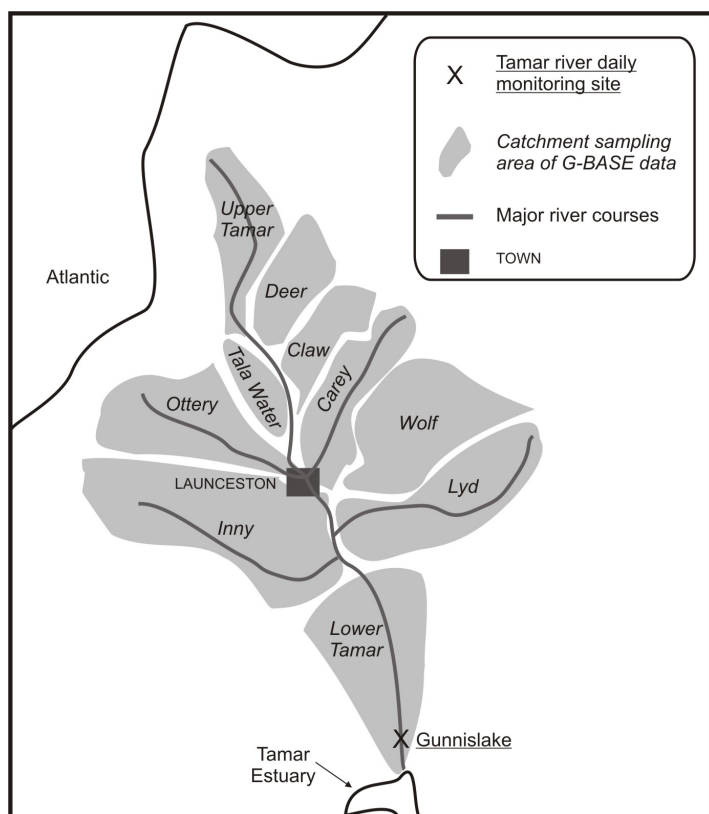 X
Tamar river daily
monitoring site
Catchment sampling
area of G-BASE data
Major river courses
TOWN
Atlantic
Upper
Tamar
Deer
Claw
Tala Water
Carey
Ottery
Wolf
LAUNCESTON
Lyd
Inny
Lower
Tamar
X Gunnislake
Tamar
Estuary